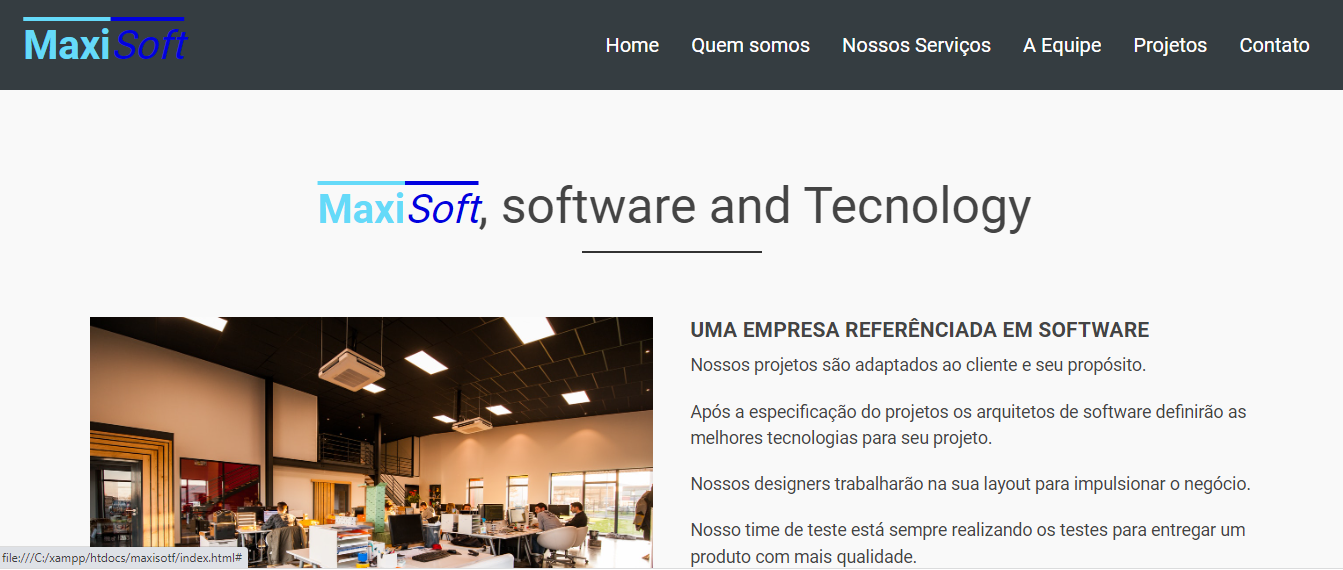 MaxiSoft
Home Quem somos Nossos Serviços A Equipe Projetos Contato
MaxiSoft, software and Tecnology
UMA EMPRESA REFERÊNCIADA EM SOFTWARE
Nossos projetos são adaptados ao cliente e seu propósito.
Após a especificação do projetos os arquitetos de software definirão as
melhores tecnologias para seu projeto.
Nossos designers trabalharão na sua layout para impulsionar o negócio.
Nosso time de teste está sempre realizando os testes para entregar um
produto com mais qualidade.
file:///C:/xampp/htdocs/maxisotf/index.html#